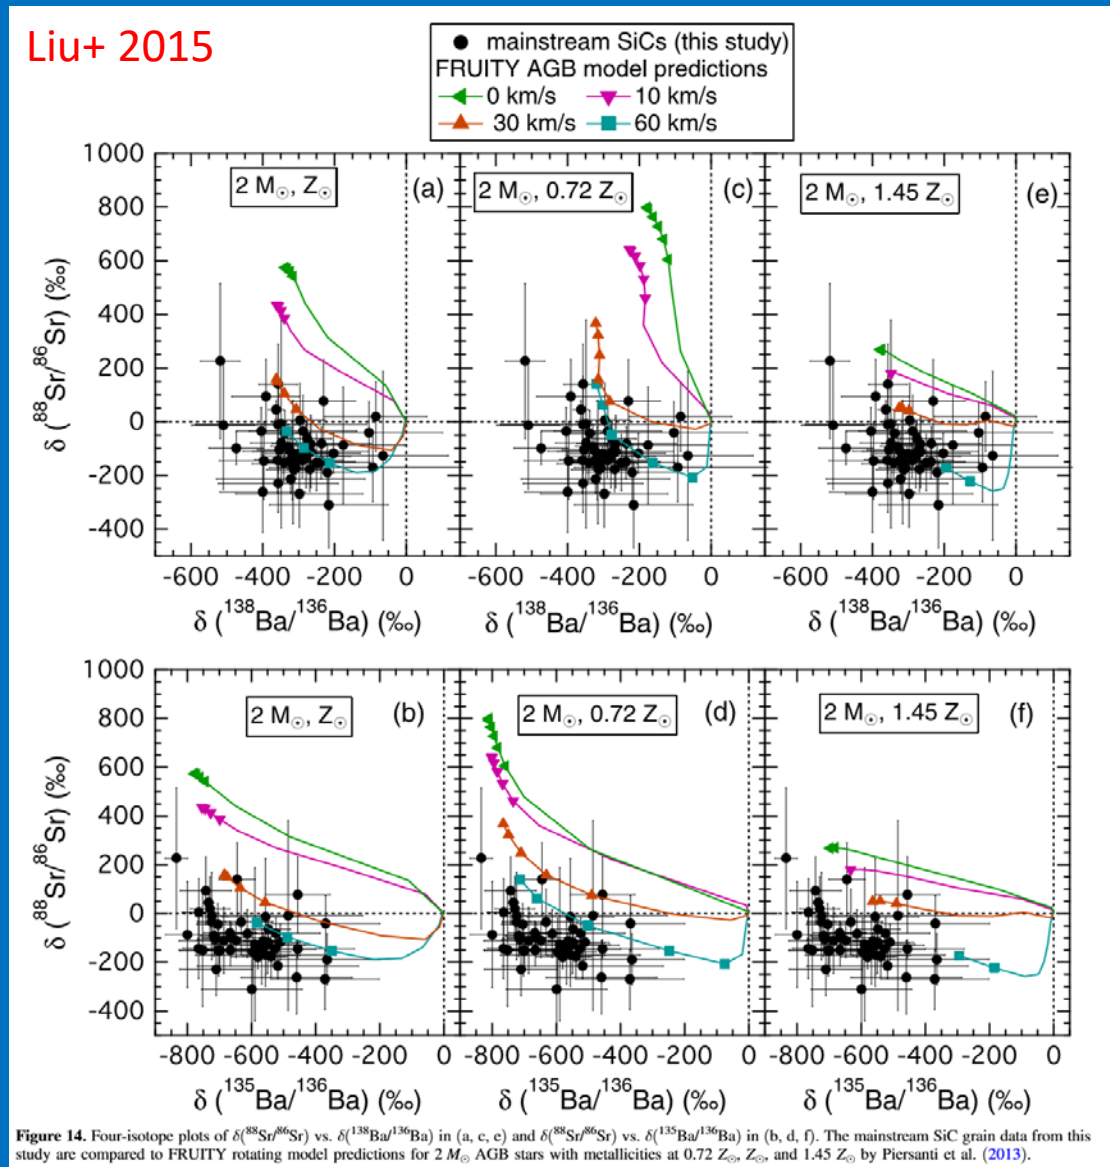 Liu+ 2015
mainstream SiCs (this study)
FRUITY AGB model predictions
0 km/s 10 km/s
30 km/s 60 km/s
1000
800
600
400
200
0
-200
-400
δ (⁸⁸Sr/⁸⁶Sr) (‰)
2 M☉, Z☉ (a)
2 M☉, 0.72 Z☉ (c)
2 M☉, 1.45 Z☉ (e)
-600 -400 -200 0
-600 -400 -200 0
-600 -400 -200 0
δ (¹³⁸Ba/¹³⁶Ba) (‰)
δ (¹³⁸Ba/¹³⁶Ba) (‰)
δ (¹³⁸Ba/¹³⁶Ba) (‰)
1000
800
600
400
200
0
-200
-400
δ (⁸⁸Sr/⁸⁶Sr) (‰)
2 M☉, Z☉ (b)
2 M☉, 0.72 Z☉ (d)
2 M☉, 1.45 Z☉ (f)
-800 -600 -400 -200 0
-800 -600 -400 -200 0
-800 -600 -400 -200 0
δ (¹³⁵Ba/¹³⁶Ba) (‰)
δ (¹³⁵Ba/¹³⁶Ba) (‰)
δ (¹³⁵Ba/¹³⁶Ba) (‰)
Figure 14. Four-isotope plots of δ(⁸⁸Sr/⁸⁶Sr) vs. δ(¹³⁸Ba/¹³⁶Ba) in (a, c, e) and δ(⁸⁸Sr/⁸⁶Sr) vs. δ(¹³⁵Ba/¹³⁶Ba) in (b, d, f). The mainstream SiC grain data from this
study are compared to FRUITY rotating model predictions for 2 M☉ AGB stars with metallicities at 0.72 Z☉, Z☉, and 1.45 Z☉ by Piersanti et al. (2013).